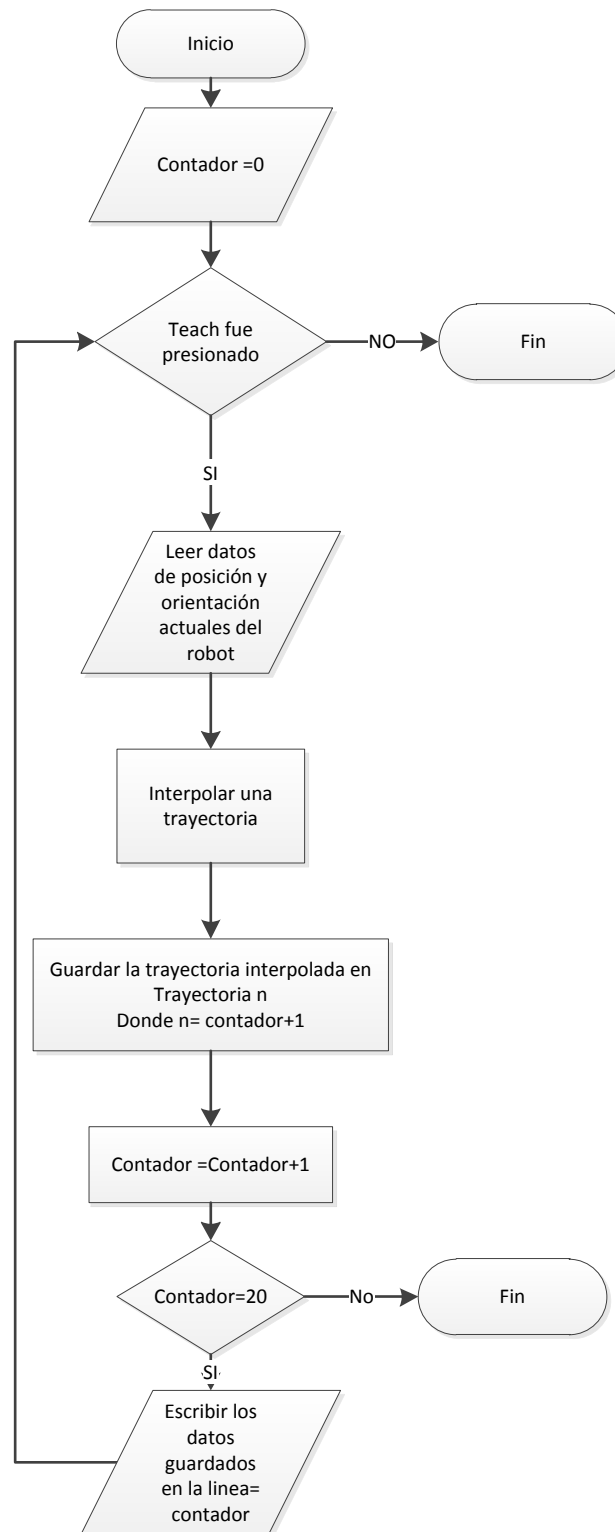 Inicio
Contador =0
Teach fue
presionado
NO
Fin
SI
Leer datos
de posición y
orientación
actuales del
robot
Interpolar una
trayectoria
Guardar la trayectoria interpolada en
Trayectoria n
Donde n= contador+1
Contador =Contador+1
Contador=20
No
Fin
SI
Escribir los
datos
guardados
en la linea=
contador